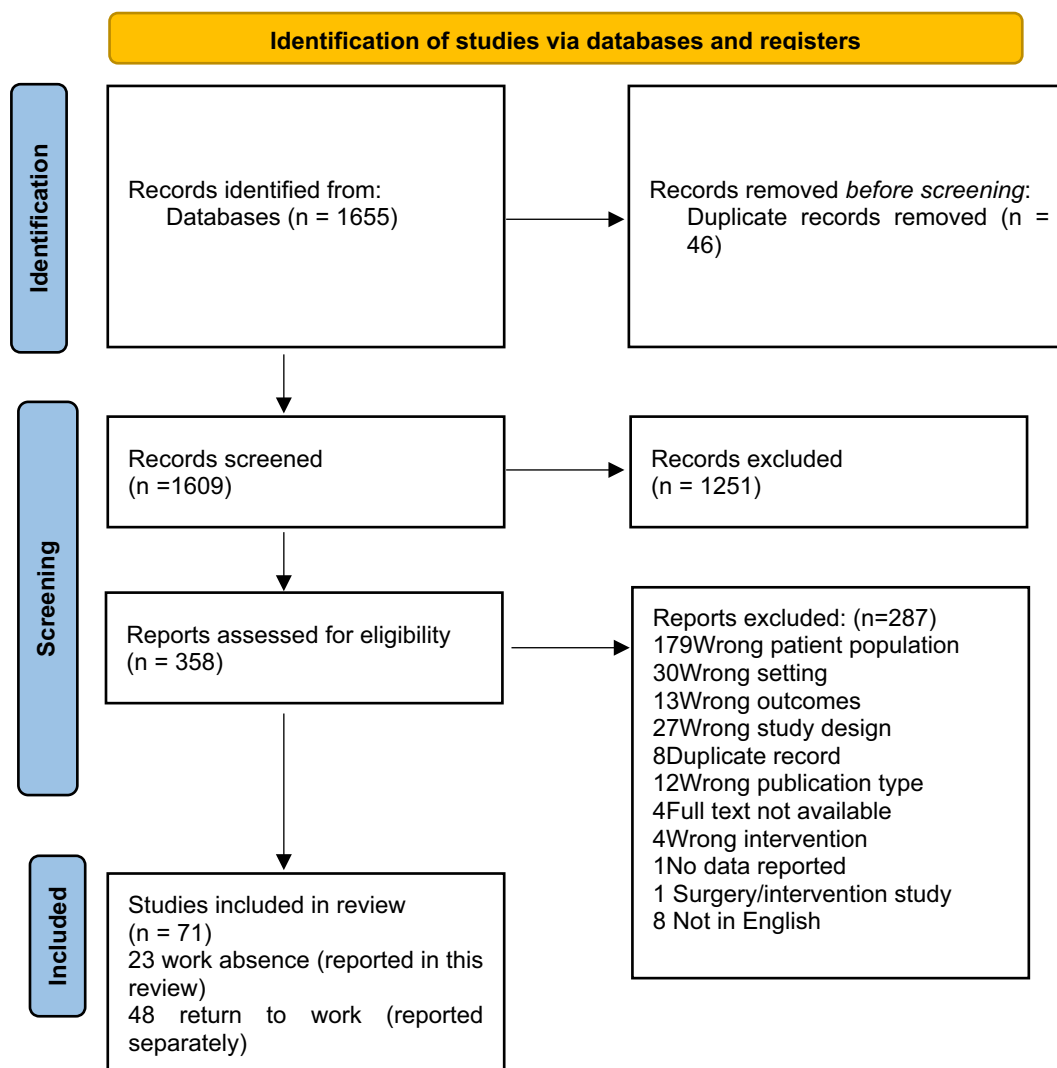 Identification of studies via databases and registers
Identification
Records identified from:
Databases (n = 1655)
Records removed before screening:
Duplicate records removed (n =
46)
Screening
Records screened
(n =1609)
Records excluded
(n = 1251)
Reports assessed for eligibility
(n = 358)
Reports excluded: (n=287)
179Wrong patient population
30Wrong setting
13Wrong outcomes
27Wrong study design
8Duplicate record
12Wrong publication type
4Full text not available
4Wrong intervention
1No data reported
1 Surgery/intervention study
8 Not in English
Included
Studies included in review
(n = 71)
23 work absence (reported in this
review)
48 return to work (reported
separately)